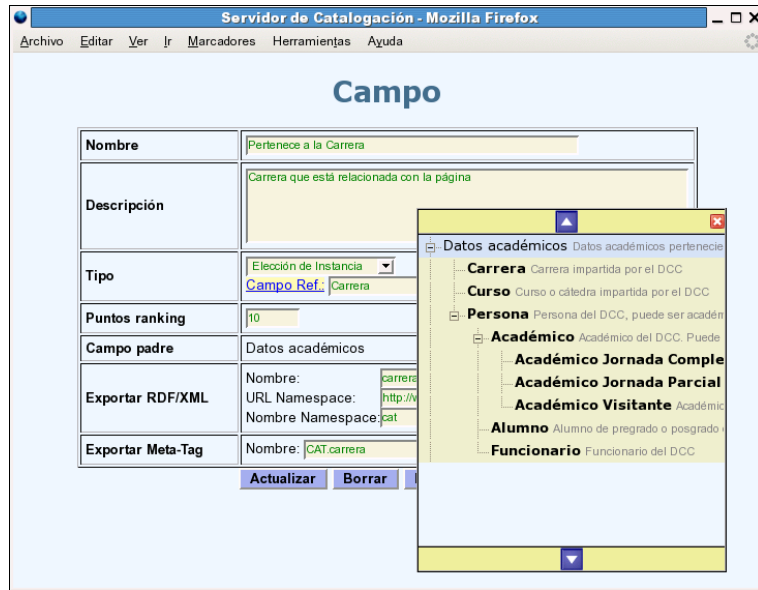 Servidor de Catalogación - Mozilla Firefox
Archivo Editar Ver Ir Marcadores Herramientas Ayuda
Campo
Nombre Pertenece a la Carrera
Descripción Carrera que está relacionada con la página
Tipo Elección de Instancia
Campo Ref.: Carrera
Puntos ranking 10
Campo padre Datos académicos
Exportar RDF/XML Nombre: carrera
URL Namespace: http://
Nombre Namespace: cat
Exportar Meta-Tag Nombre: CAT.carrera
Actualizar Borrar
Datos académicos Datos académicos pertenecie
Carrera Carrera impartida por el DCC
Curso Curso o cátedra impartida por el DCC
Persona Persona del DCC, puede ser académ
Académico Académico del DCC. Puede
Académico Jornada Comple
Académico Jornada Parcial
Académico Visitante Académic
Alumno Alumno de pregrado o posgrado
Funcionario Funcionario del DCC